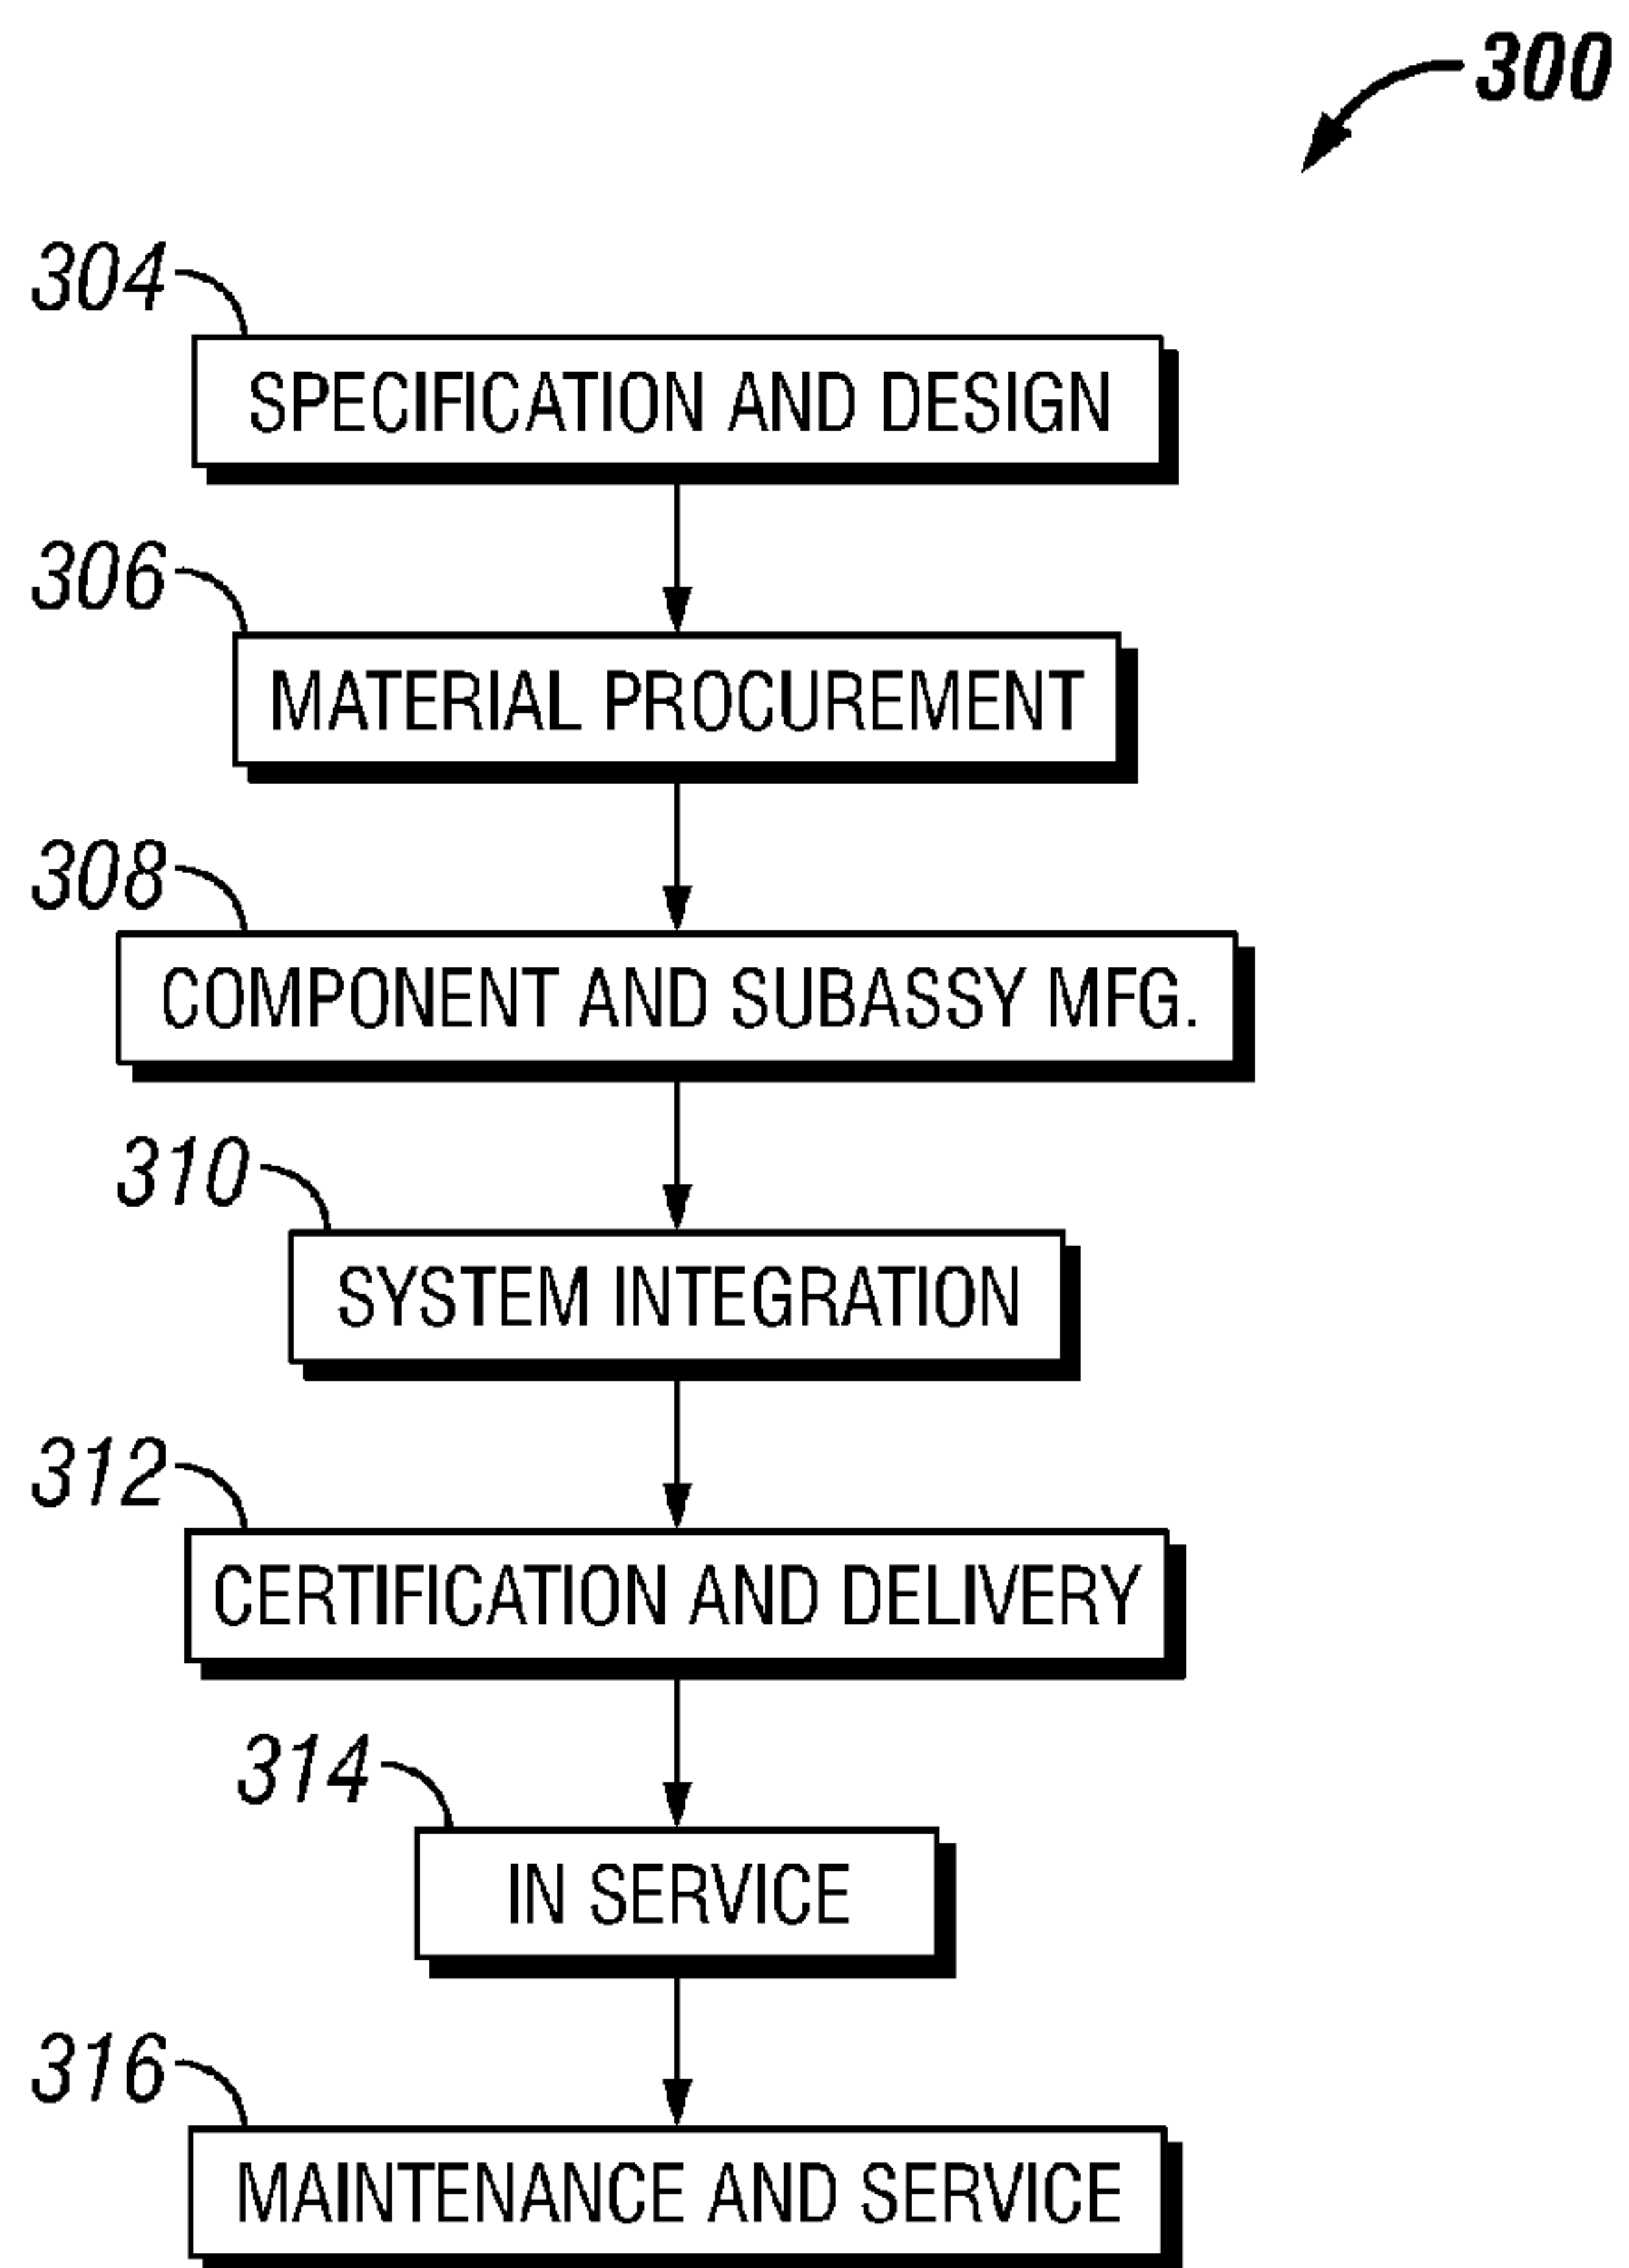 300
304
SPECIFICATION AND DESIGN
306
MATERIAL PROCUREMENT
308
COMPONENT AND SUBASSY MFG.
310
SYSTEM INTEGRATION
312
CERTIFICATION AND DELIVERY
314
IN SERVICE
316
MAINTENANCE AND SERVICE